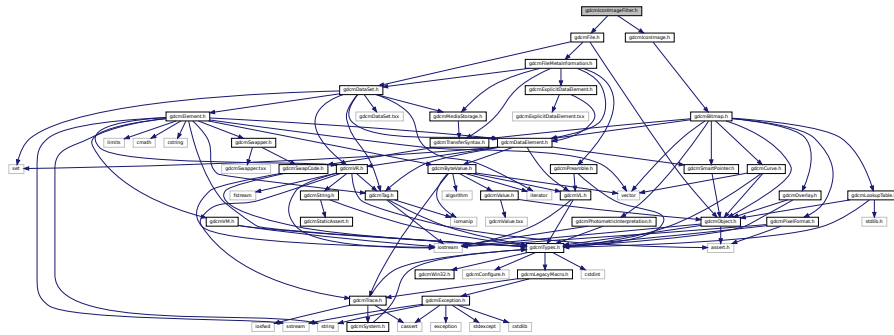 gdcmIconImageFilter.h
gdcmFile.h
gdcmIconImage.h
gdcmFileMetaInformation.h
gdcmDataSet.h
gdcmExplicitDataElement.h
gdcmElement.h
gdcmDataSet.txx
gdcmMediaStorage.h
gdcmExplicitDataElement.txx
gdcmBitmap.h
limits
cmath
cstring
gdcmSwapper.h
gdcmTransferSyntax.h
gdcmDataElement.h
set
gdcmSwapper.txx
gdcmSwapCode.h
gdcmVR.h
gdcmByteValue.h
gdcmPreamble.h
gdcmSmartPointer.h
gdcmCurve.h
fstream
gdcmString.h
gdcmTag.h
algorithm
gdcmValue.h
iterator
gdcmVL.h
vector
gdcmOverlay.h
gdcmLookupTable.h
gdcmVM.h
gdcmStaticAssert.h
iomanip
gdcmValue.txx
gdcmPhotometricInterpretation.h
gdcmObject.h
gdcmPixelFormat.h
stdlib.h
iostream
gdcmTypes.h
assert.h
gdcmWin32.h
gdcmConfigure.h
gdcmLegacyMacro.h
cstdint
gdcmTrace.h
gdcmException.h
iosfwd
sstream
string
gdcmSystem.h
cassert
exception
stdexcept
cstdlib